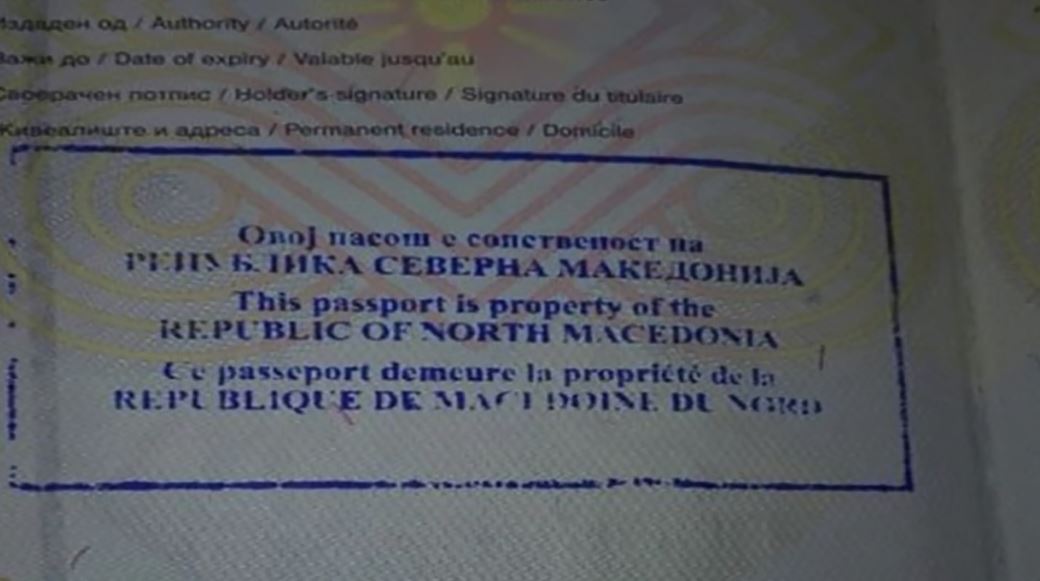 Издаден од / Authority / Autorité
Важи до / Date of expiry / Valable jusqu'au
Своерачен потпис / Holder's signature / Signature du titulaire
Живеалиште и адреса / Permanent residence / Domicile
Овој пасош е сопственост на
РЕПУБЛИКА СЕВЕРНА МАКЕДОНИЈА
This passport is property of the
REPUBLIC OF NORTH MACEDONIA
Ce passeport demeure la propriété de la
REPUBLIQUE DE MACEDOINE DU NORD